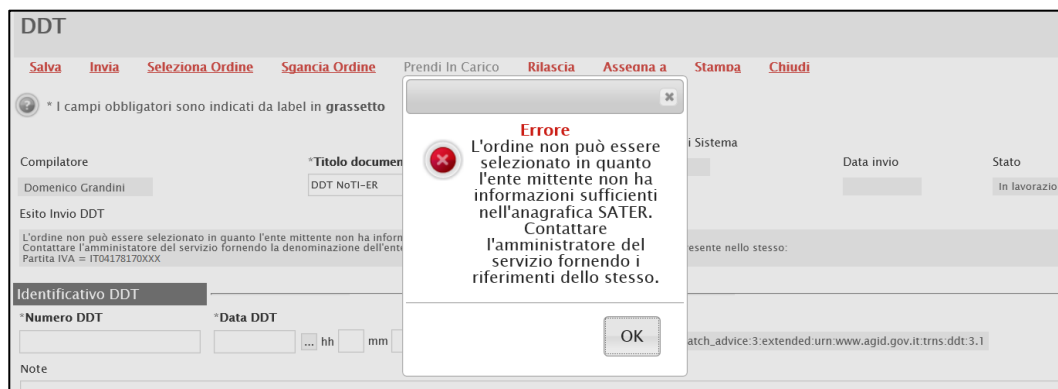 DDT
Salva Invia Seleziona Ordine Sgancia Ordine Prendi In Carico Rilascia Assegna a Stampa Chiudi
* I campi obbligatori sono indicati da label in grassetto
Errore
L'ordine non può essere
selezionato in quanto
l'ente mittente non ha
informazioni sufficienti
nell'anagrafica SATER.
Contattare
l'amministratore del
servizio fornendo i
riferimenti dello stesso.
OK
Compilatore *Titolo documen i Sistema Data invio Stato
Domenico Grandini DDT NoTI-ER In lavorazio
Esito Invio DDT
L'ordine non può essere selezionato in quanto l'ente mittente non ha inform
Contattare l'amministatore del servizio fornendo la denominazione dell'ente esente nello stesso:
Partita IVA = IT04178170XXX
Identificativo DDT
*Numero DDT *Data DDT
... hh mm atch_advice:3:extended:urn:www.agid.gov.it:trns:ddt:3.1
Note